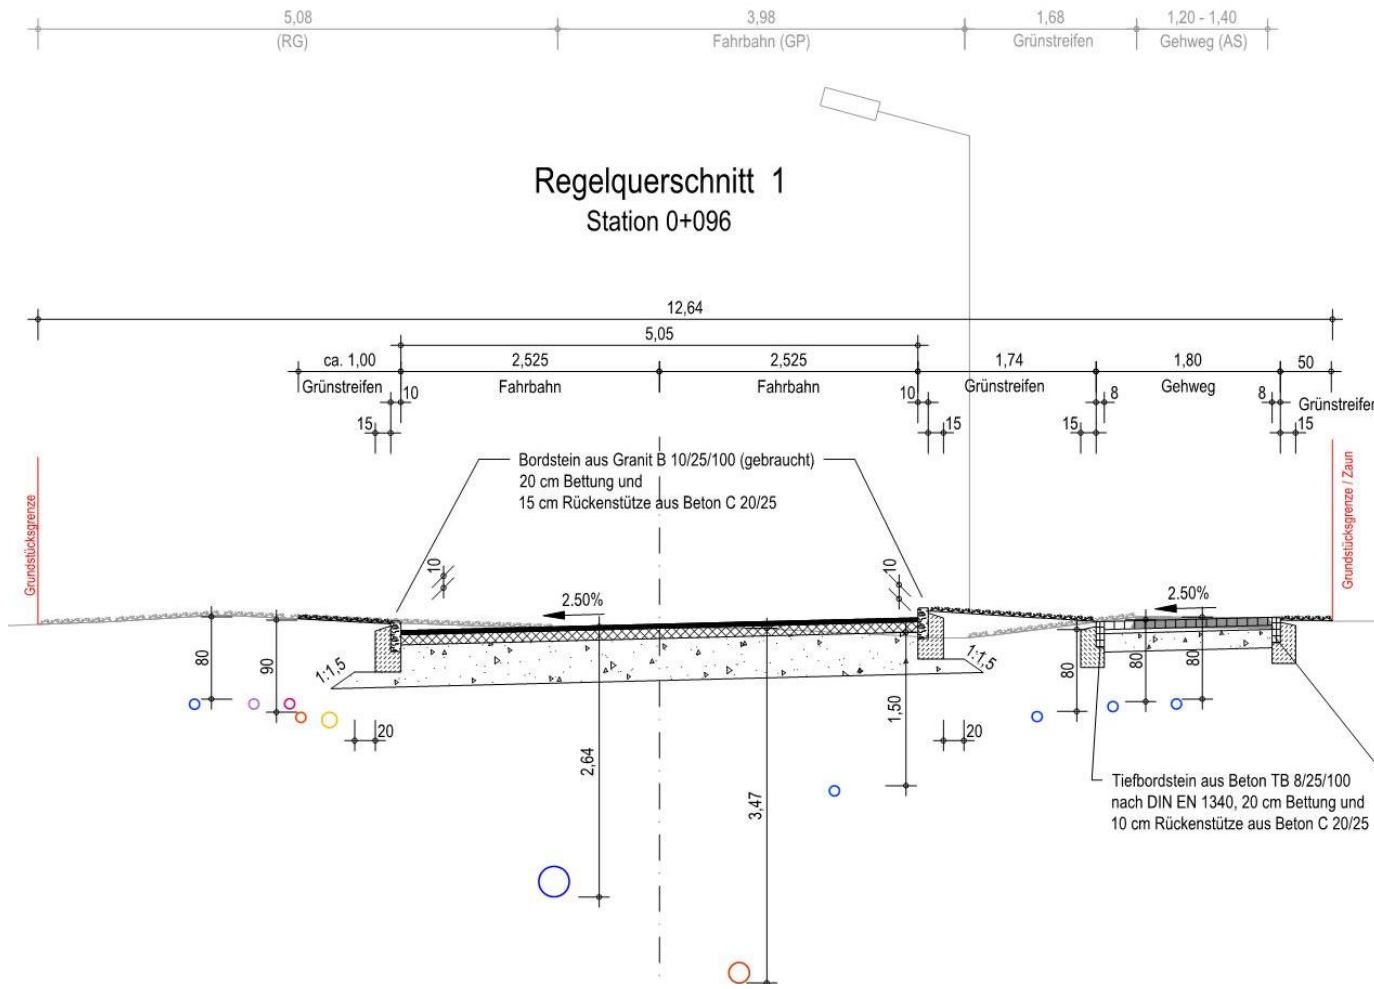 5,08 3,98 1,68 1,20 - 1,40
(RG) Fahrbahn (GP) Grünstreifen Gehweg (AS)
Regelquerschnitt 1
Station 0+096
12,64
5,05
ca. 1,00 2,525 2,525 1,74 1,80 50
Grünstreifen Fahrbahn Fahrbahn Grünstreifen Gehweg
10 10 8 8 Grünstreifen
15 15 15 15
Bordstein aus Granit B 10/25/100 (gebraucht)
20 cm Bettung und
15 cm Rückenstütze aus Beton C 20/25
Grundstücksgrenze
Grundstücksgrenze / Zaun
10 10
2.50% 2.50%
1:1,5 1:1,5
80 90 80 80 80
20 20
1,50
2,64
3,47
Tiefbordstein aus Beton TB 8/25/100
nach DIN EN 1340, 20 cm Bettung und
10 cm Rückenstütze aus Beton C 20/25